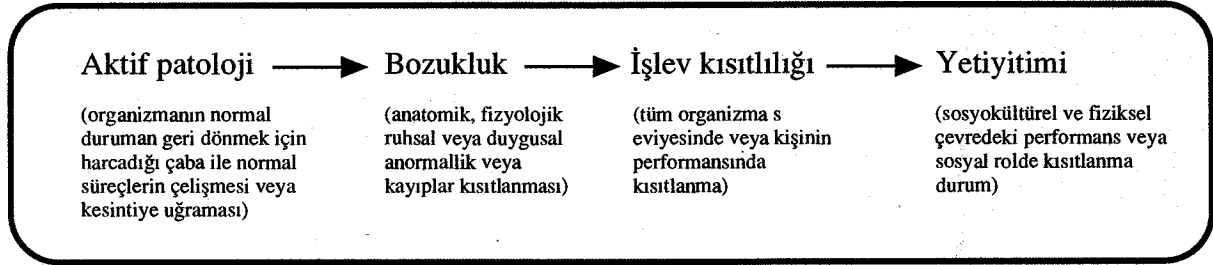 Aktif patoloji
(organizmanın normal
duruman geri dönmek için
harcadığı çaba ile normal
süreçlerin çelişmesi veya
kesintiye uğraması)
Bozukluk
(anatomik, fizyolojik
ruhsal veya duygusal
anormallik veya
kayıplar kısıtlanması)
İşlev kısıtlılığı
(tüm organizma s
eviyesinde veya kişinin
performansında
kısıtlanma)
Yetiyitimi
(sosyokültürel ve fiziksel
çevredeki performans veya
sosyal rolde kısıtlanma
durum)